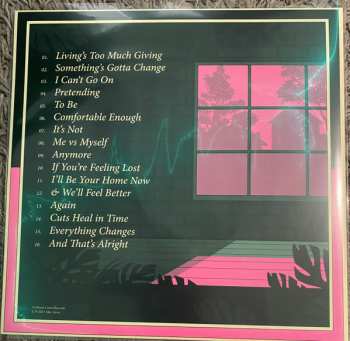 01. Living's Too Much Giving
02. Something's Gotta Change
03. I Can't Go On
04. Pretending
05. To Be
06. Comfortable Enough
07. It's Not
08. Me vs Myself
09. Anymore
10. If You're Feeling Lost
11. I'll Be Your Home Now
12. & We'll Feel Better
13. Again
14. Cuts Heal in Time
15. Everything Changes
16. And That's Alright